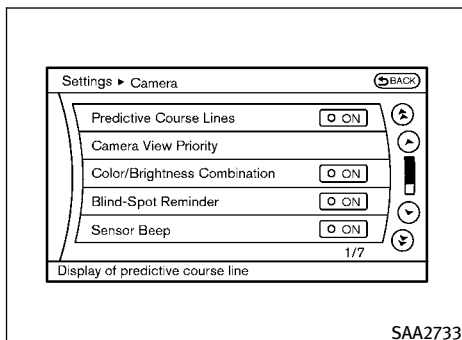 Settings ▸ Camera BACK
Predictive Course Lines ON
Camera View Priority
Color/Brightness Combination ON
Blind-Spot Reminder ON
Sensor Beep ON
1/7
Display of predictive course line
SAA2733